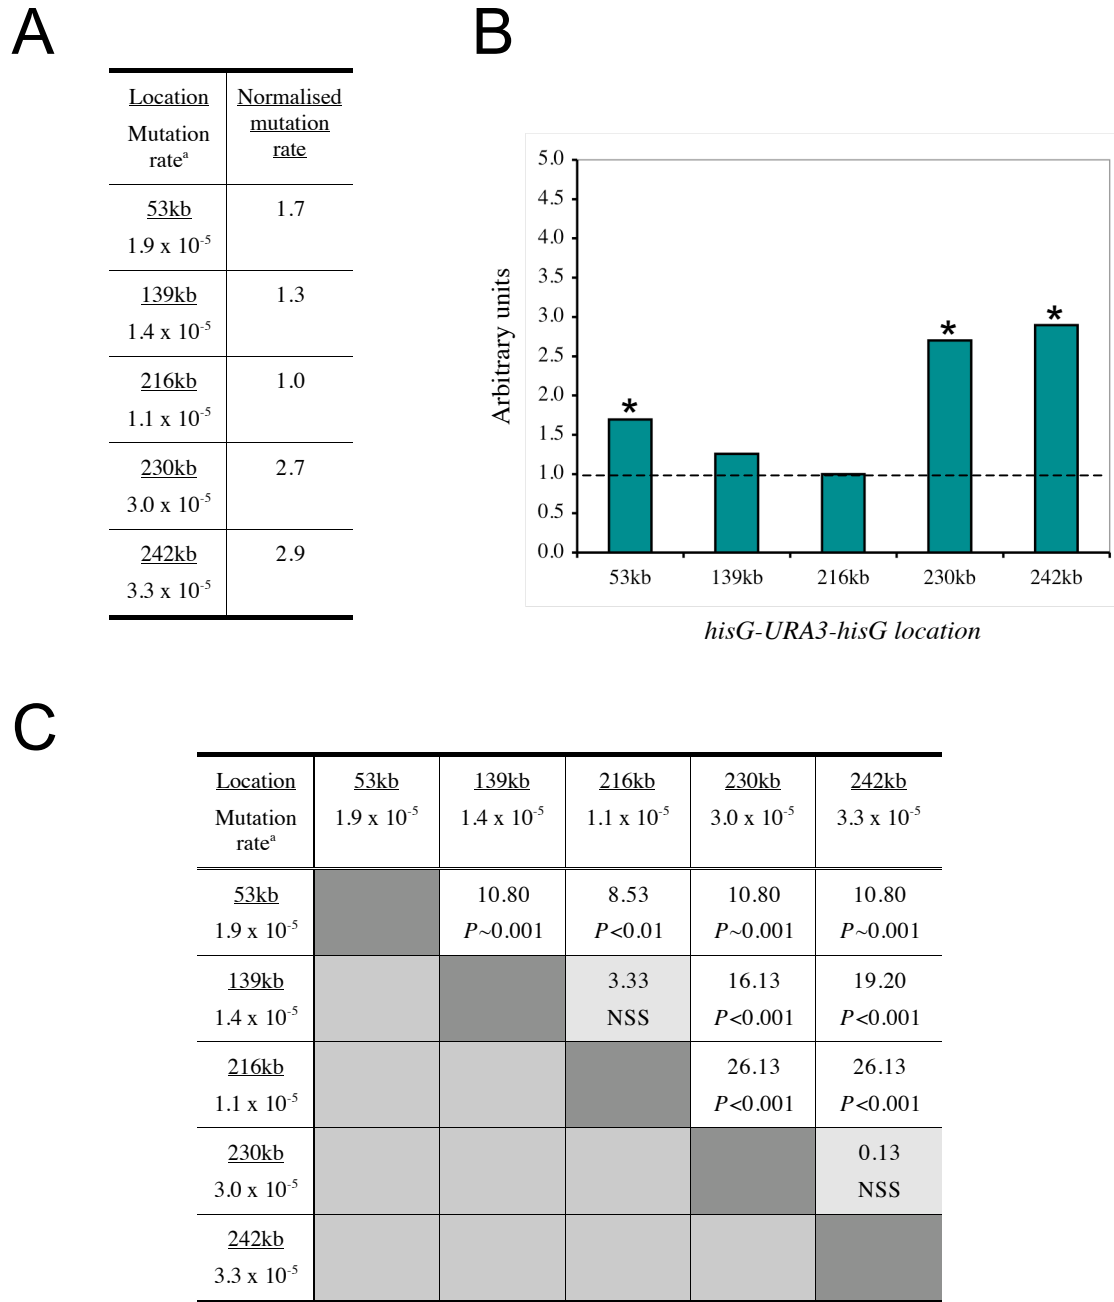 A
Location Normalised
mutation
rate
Mutation
rateᵃ
53kb 1.7
1.9 x 10⁻⁵
139kb 1.3
1.4 x 10⁻⁵
216kb 1.0
1.1 x 10⁻⁵
230kb 2.7
3.0 x 10⁻⁵
242kb 2.9
3.3 x 10⁻⁵
B
5.0
4.5
4.0
3.5
3.0
2.5
2.0
1.5
1.0
0.5
0.0
Arbitrary units
* * *
53kb 139kb 216kb 230kb 242kb
hisG-URA3-hisG location
C
Location 53kb 139kb 216kb 230kb 242kb
Mutation 1.9 x 10⁻⁵ 1.4 x 10⁻⁵ 1.1 x 10⁻⁵ 3.0 x 10⁻⁵ 3.3 x 10⁻⁵
rateᵃ
53kb 10.80 8.53 10.80 10.80
1.9 x 10⁻⁵ P~0.001 P<0.01 P~0.001 P~0.001
139kb 3.33 16.13 19.20
1.4 x 10⁻⁵ NSS P<0.001 P<0.001
216kb 26.13 26.13
1.1 x 10⁻⁵ P<0.001 P<0.001
230kb 0.13
3.0 x 10⁻⁵ NSS
242kb
3.3 x 10⁻⁵